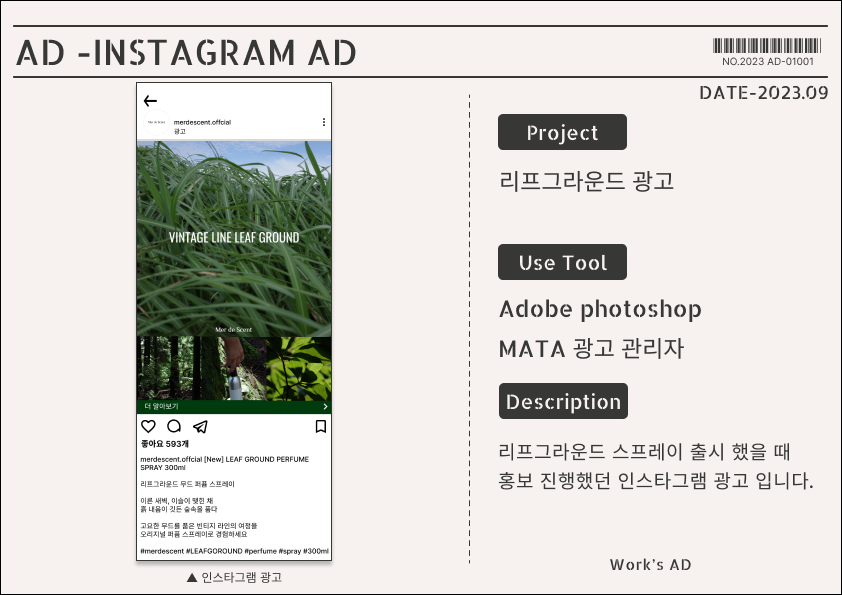 AD -INSTAGRAM AD
NO.2023 AD-01001
DATE-2023.09
merdescent.offcial
광고
VINTAGE LINE LEAF GROUND
Mer de Scent
더 알아보기
좋아요 593개
merdescent.offcial [New] LEAF GROUND PERFUME
SPRAY 300ml
리프그라운드 무드 퍼퓸 스프레이
이른 새벽, 이슬이 맺힌 채
흙 내음이 깃든 숲속을 품다
고요한 무드를 품은 빈티지 라인의 여정을
오리지널 퍼퓸 스프레이로 경험하세요
#merdescent #LEAFGOROUND #perfume #spray #300ml
▲ 인스타그램 광고
Project
리프그라운드 광고
Use Tool
Adobe photoshop
MATA 광고 관리자
Description
리프그라운드 스프레이 출시 했을 때
홍보 진행했던 인스타그램 광고 입니다.
Work's AD